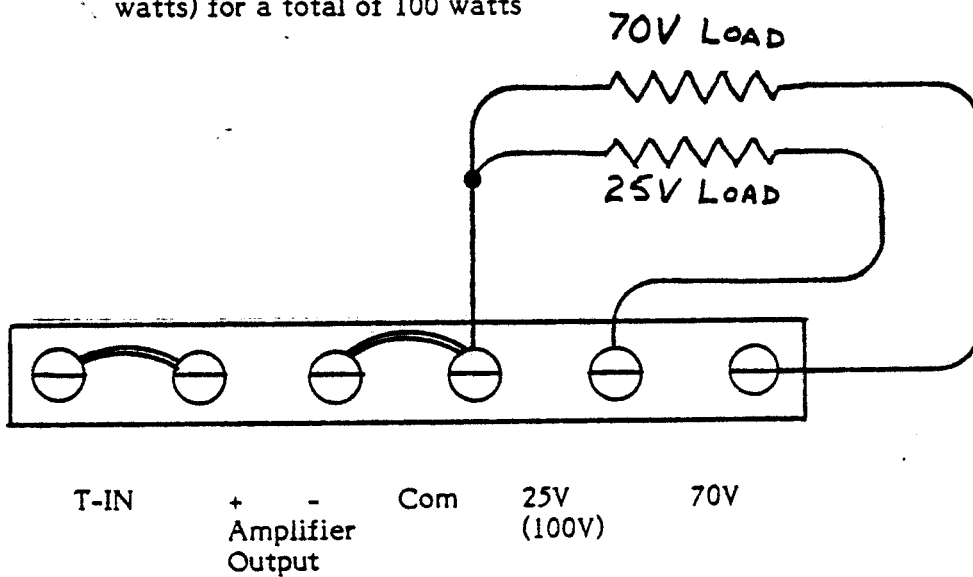 watts) for a total of 100 watts
70V LOAD
25V LOAD
T-IN + - Com 25V 70V
Amplifier (100V)
Output